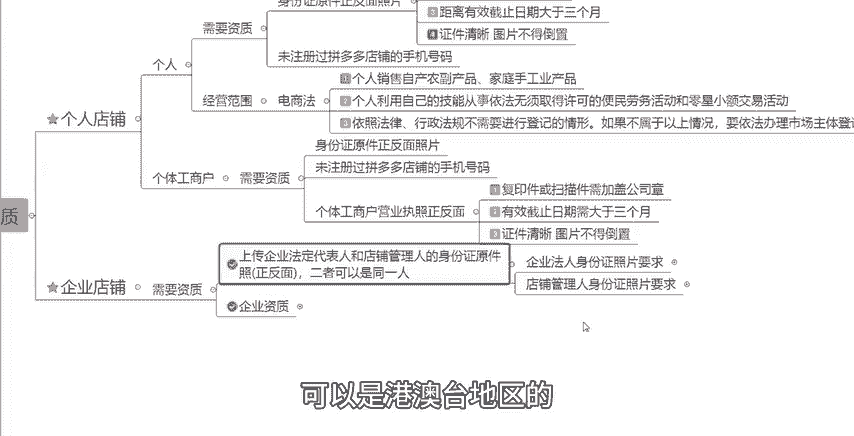 身份证原件正反面照片
3 距离有效截止日期大于三个月
需要资质
4 证件清晰 图片不得倒置
未注册过拼多多店铺的手机号码
个人
1 个人销售自产农副产品、家庭手工业产品
经营范围
电商法
2 个人利用自己的技能从事依法无须取得许可的便民劳务活动和零星小额交易活动
3 依照法律、行政法规不需要进行登记的情形。如果不属于以上情况，要依法办理市场主体登
个人店铺
身份证原件正反面照片
未注册过拼多多店铺的手机号码
个体工商户
需要资质
1 复印件或扫描件需加盖公司章
个体工商户营业执照正反面
2 有效截止日期需大于三个月
3 证件清晰 图片不得倒置
质
上传企业法定代表人和店铺管理人的身份证原件
照(正反面)，二者可以是同一人
企业法人身份证照片要求
店铺管理人身份证照片要求
企业店铺
需要资质
企业资质
可以是港澳台地区的